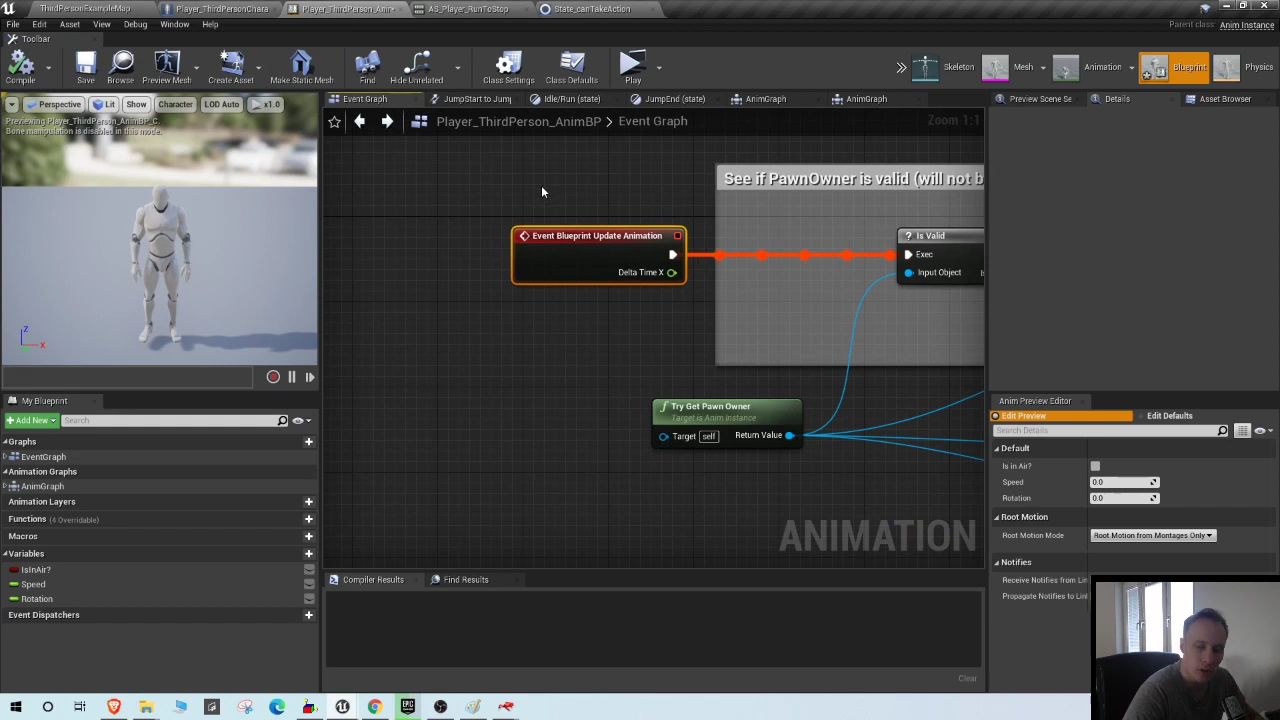 ThirdPersonExampleMap
Player_ThirdPersonChara
Player_ThirdPerson_Anim
AS_Player_RunToStop
State_canTakeAction
File
Edit
Asset
View
Debug
Window
Help
Parent class: Anim Instance
Toolbar
Compile
Save
Browse
Preview Mesh
Create Asset
Make Static Mesh
Find
Hide Unrelated
Class Settings
Class Defaults
Play
Skeleton
Mesh
Animation
Blueprint
Physics
Perspective
Lit
Show
Character
LOD Auto
x1.0
Previewing Player_ThirdPerson_AnimBP_C.
Bone manipulation is disabled in this mode.
Event Graph
JumpStart to Jump
Idle/Run (state)
JumpEnd (state)
AnimGraph
AnimGraph
Preview Scene Se
Details
Asset Browser
Player_ThirdPerson_AnimBP > Event Graph
Zoom 1:1
See if PawnOwner is valid (will not b
Event Blueprint Update Animation
Delta Time X
? Is Valid
Exec
Input Object
Is
f Try Get Pawn Owner
Target is Anim Instance
Target self
Return Value
ANIMATION
Z
X
My Blueprint
+ Add New
Search
Graphs
EventGraph
Animation Graphs
AnimGraph
Animation Layers
Functions (4 Overridable)
Macros
Variables
IsInAir?
Speed
Rotation
Event Dispatchers
Compiler Results
Find Results
Clear
Anim Preview Editor
Edit Preview
Edit Defaults
Search Details
Default
Is in Air?
Speed
0.0
Rotation
0.0
Root Motion
Root Motion Mode
Root Motion from Montages Only
Notifies
Receive Notifies from Lin
Propagate Notifies to Linl
EPIC